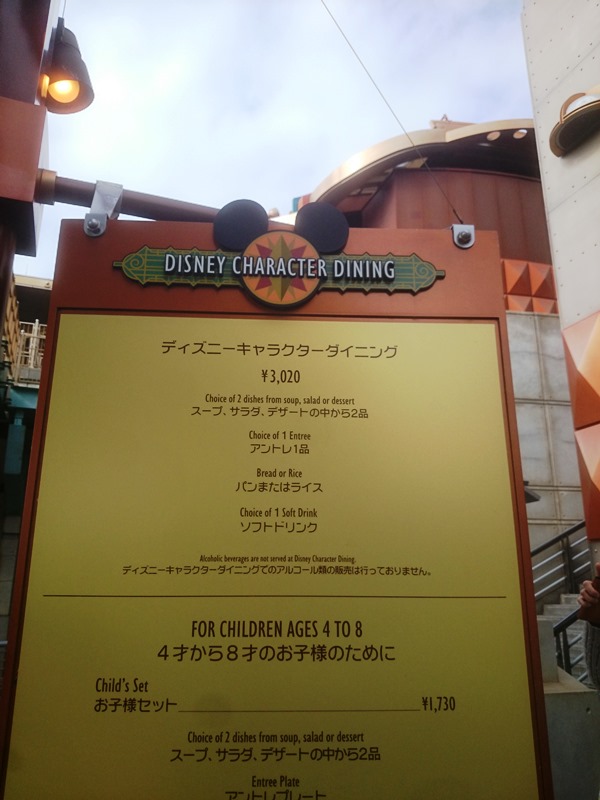 DISNEY CHARACTER DINING
ディズニーキャラクターダイニング
¥3,020
Choice of 2 dishes from soup, salad or dessert
スープ、サラダ、デザートの中から2品
Choice of 1 Entree
アントレ1品
Bread or Rice
パンまたはライス
Choice of 1 Soft Drink
ソフトドリンク
Alcoholic beverages are not served at Disney Character Dining.
ディズニーキャラクターダイニングでのアルコール類の販売は行っておりません。
FOR CHILDREN AGES 4 TO 8
4才から8才のお子様のために
Child's Set
お子様セット ¥1,730
Choice of 2 dishes from soup, salad or dessert
スープ、サラダ、デザートの中から2品
Entree Plate
アントレプレート